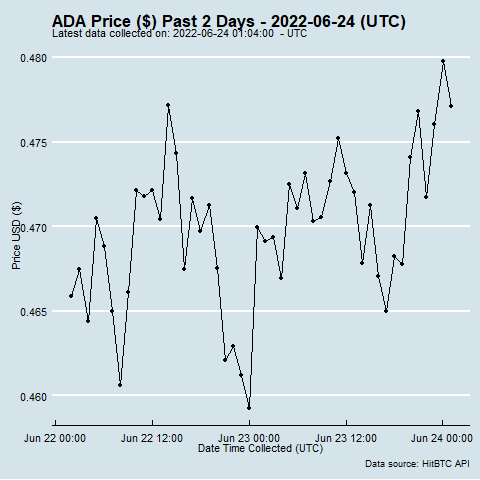 ADA Price ($) Past 2 Days - 2022-06-24 (UTC)
Latest data collected on: 2022-06-24 01:04:00 - UTC
0.480
0.475
0.470
0.465
0.460
Price USD ($)
Jun 22 00:00 Jun 22 12:00 Jun 23 00:00 Jun 23 12:00 Jun 24 00:00
Date Time Collected (UTC)
Data source: HitBTC API